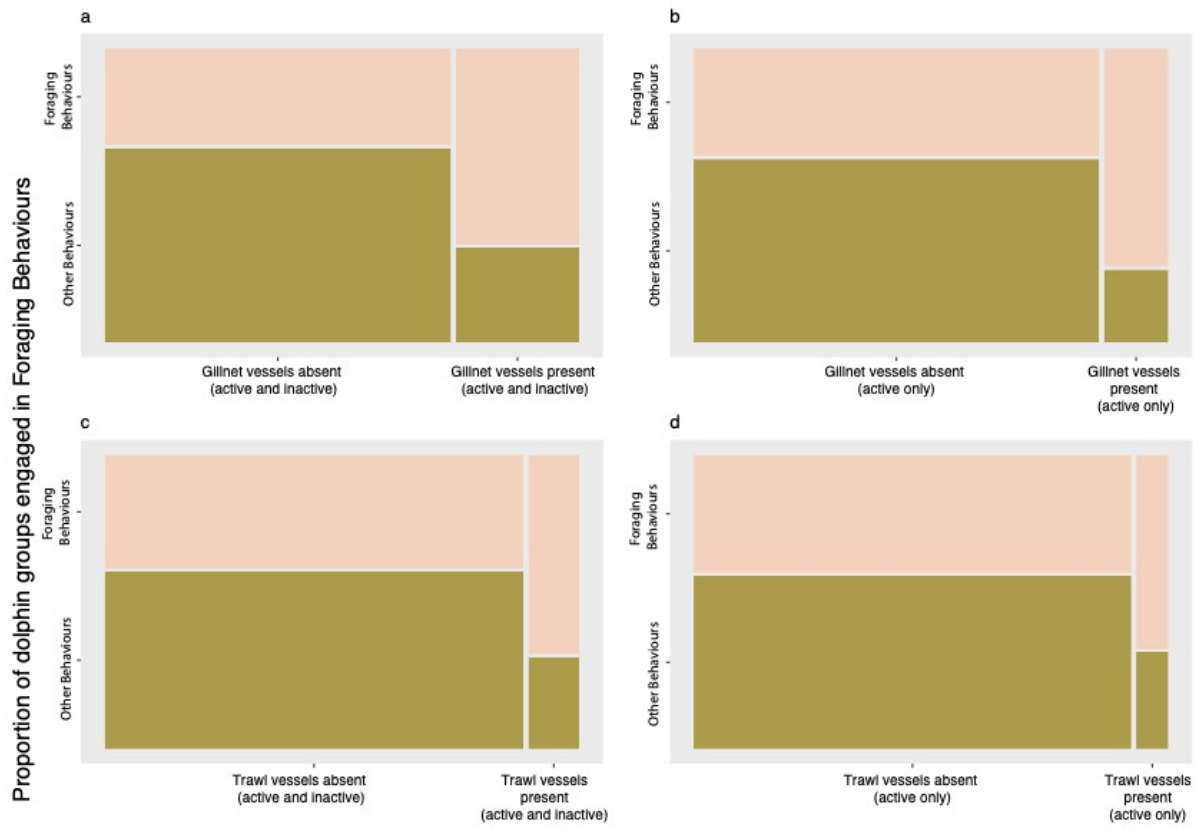 Proportion of dolphin groups engaged in Foraging Behaviours
a
Foraging
Behaviours
Other Behaviours
Gillnet vessels absent
(active and inactive)
Gillnet vessels present
(active and inactive)
b
Foraging
Behaviours
Other Behaviours
Gillnet vessels absent
(active only)
Gillnet vessels
present
(active only)
c
Foraging
Behaviours
Other Behaviours
Trawl vessels absent
(active and inactive)
Trawl vessels
present
(active and inactive)
d
Foraging
Behaviours
Other Behaviours
Trawl vessels absent
(active only)
Trawl vessels
present
(active only)